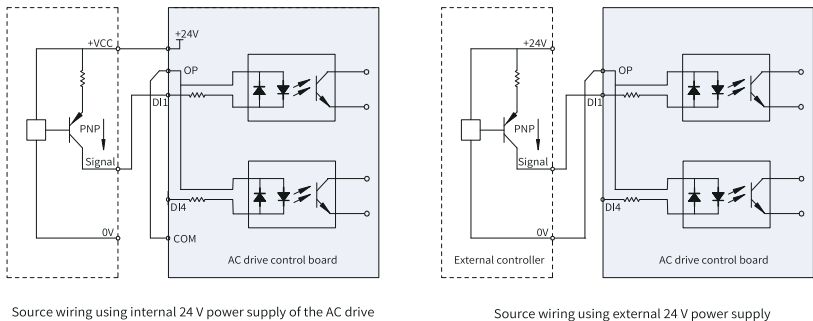 +24V
+VCC
OP
DI1
PNP
Signal
DI4
0V
COM
AC drive control board
Source wiring using internal 24 V power supply of the AC drive
+24V
OP
DI1
PNP
Signal
DI4
0V
External controller
AC drive control board
Source wiring using external 24 V power supply